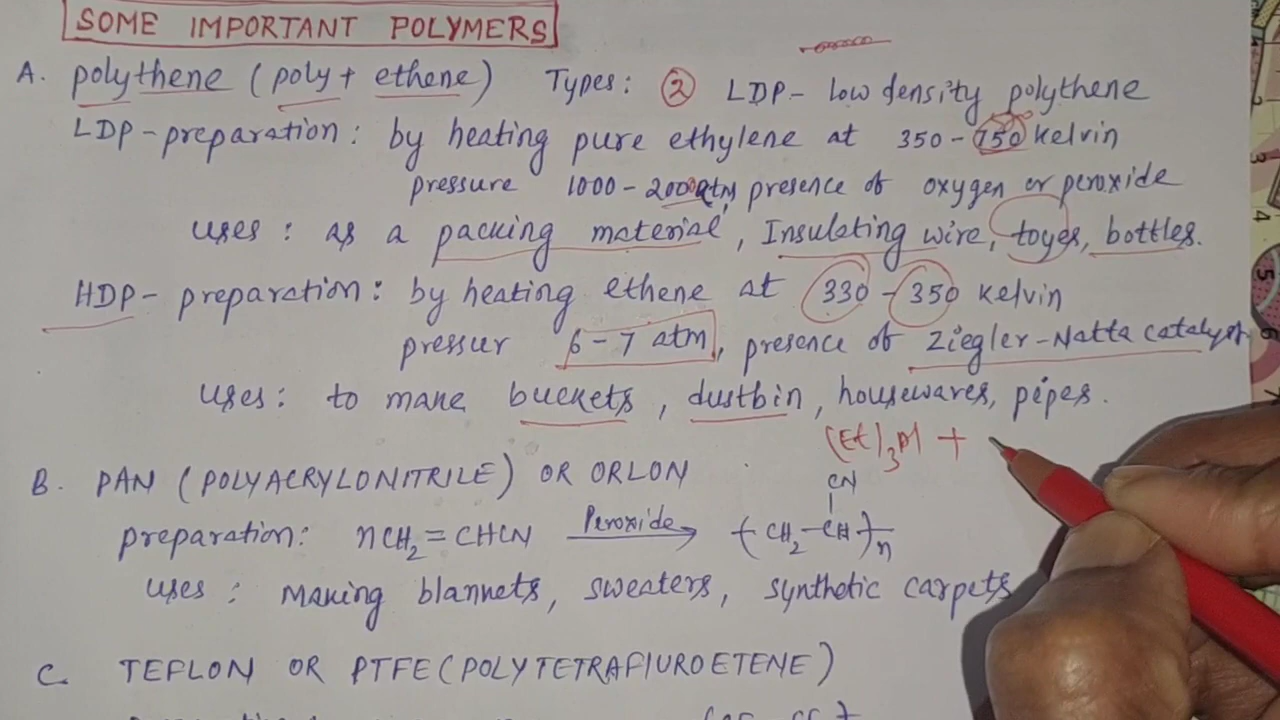 SOME IMPORTANT POLYMERS
A. polythene (poly+ ethene) Types: ② LDP- low density polythene
LDP-preparation: by heating pure ethylene at 350-750 kelvin
pressure 1000-2000atm, presence of oxygen or peroxide
uses: as a packing material, Insulating wire, toyes, bottles.
HDP- preparation: by heating ethene at 330-350 kelvin
pressur 6-7 atm, presence of Ziegler-Natta catalyst.
uses: to make buckets, dustbin, housewares, pipes.
(Et)₃Al +
B. PAN (POLYACRYLONITRILE) OR ORLON
CN
preparation: nCH₂=CHCN Peroxide → (CH₂-CH)n
uses: making blankets, sweaters, synthetic carpets
C. TEFLON OR PTFE(POLYTETRAFIUROETENE)